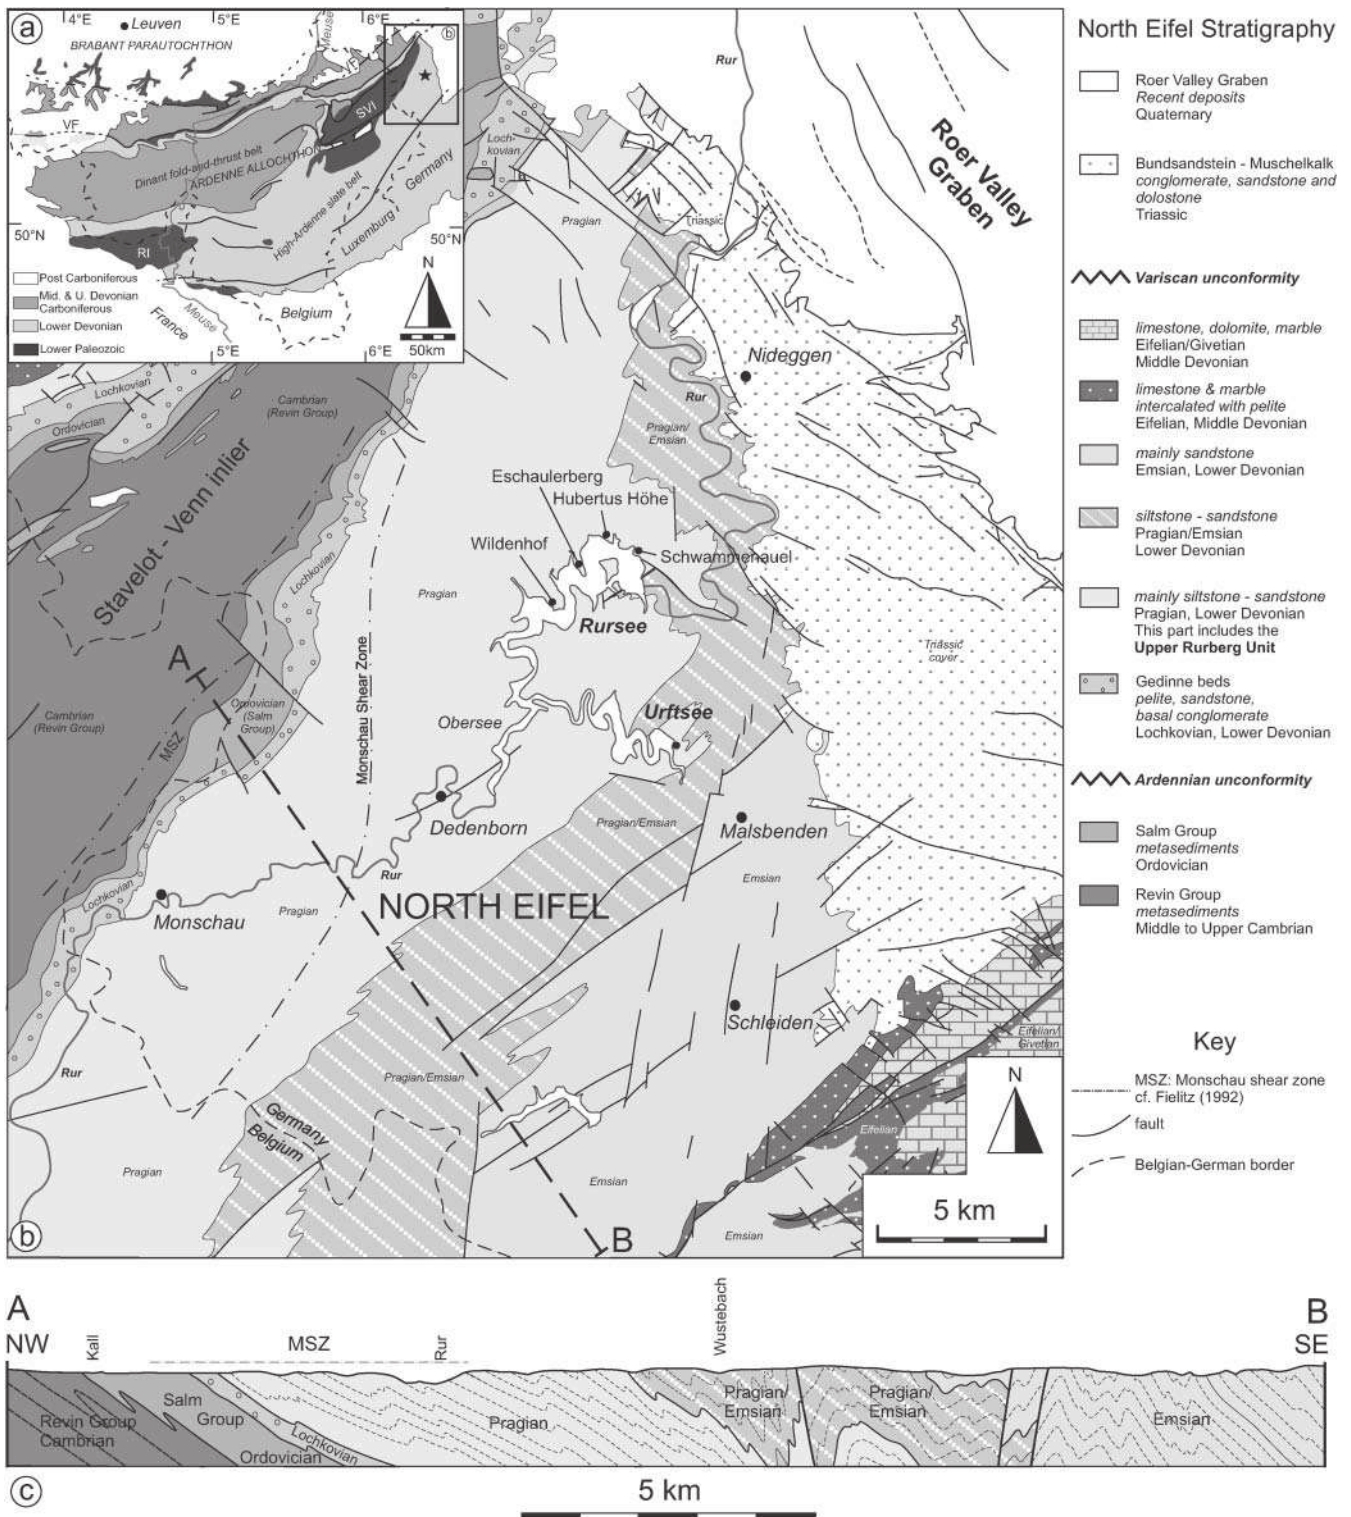 a
4°E
5°E
6°E
Leuven
Meuse
b
BRABANT PARAUTOCHTHON
VF
VF
SVI
Dinant fold-and-thrust belt
ARDENNE ALLOCHTHON
High-Ardenne slate belt
Germany
Luxemburg
50°N
50°N
RI
Post Carboniferous
Mid. & U. Devonian
Carboniferous
Lower Devonian
Lower Paleozoic
Meuse
France
Belgium
N
50km
5°E
6°E
Rur
Roer Valley
Graben
Loch-
kovian
Pragian
Triassic
Nideggen
Rur
Pragian/
Emsian
Lochkovian
Ordovician
Cambrian
(Revin Group)
Stavelot - Venn inlier
Eschaulerberg
Hubertus Höhe
Wildenhof
Schwammenauel
Lochkovian
Pragian
Rursee
Triassic
cover
Monschau Shear Zone
A
Cambrian
(Revin Group)
Ordovician
(Salm
Group)
MSZ
Obersee
Urftsee
Dedenborn
Pragian/Emsian
Malsbenden
Rur
Emsian
Lochkovian
Monschau
Pragian
NORTH EIFEL
Schleiden
Eifelian/
Givetian
Rur
Pragian/Emsian
Germany
Belgium
Eifelian
N
Pragian
Emsian
Emsian
B
b
5 km
North Eifel Stratigraphy
Roer Valley Graben
Recent deposits
Quaternary
Bundsandstein - Muschelkalk
conglomerate, sandstone and
dolostone
Triassic
Variscan unconformity
limestone, dolomite, marble
Eifelian/Givetian
Middle Devonian
limestone & marble
intercalated with pelite
Eifelian, Middle Devonian
mainly sandstone
Emsian, Lower Devonian
siltstone - sandstone
Pragian/Emsian
Lower Devonian
mainly siltstone - sandstone
Pragian, Lower Devonian
This part includes the
Upper Rurberg Unit
Gedinne beds
pelite, sandstone,
basal conglomerate
Lochkovian, Lower Devonian
Ardennian unconformity
Salm Group
metasediments
Ordovician
Revin Group
metasediments
Middle to Upper Cambrian
Key
MSZ: Monschau shear zone
cf. Fielitz (1992)
fault
Belgian-German border
A
NW
Kall
MSZ
Rur
Wustebach
B
SE
Revin Group
Cambrian
Salm
Group
Ordovician
Lochkovian
Pragian
Pragian/
Emsian
Pragian/
Emsian
Emsian
c
5 km